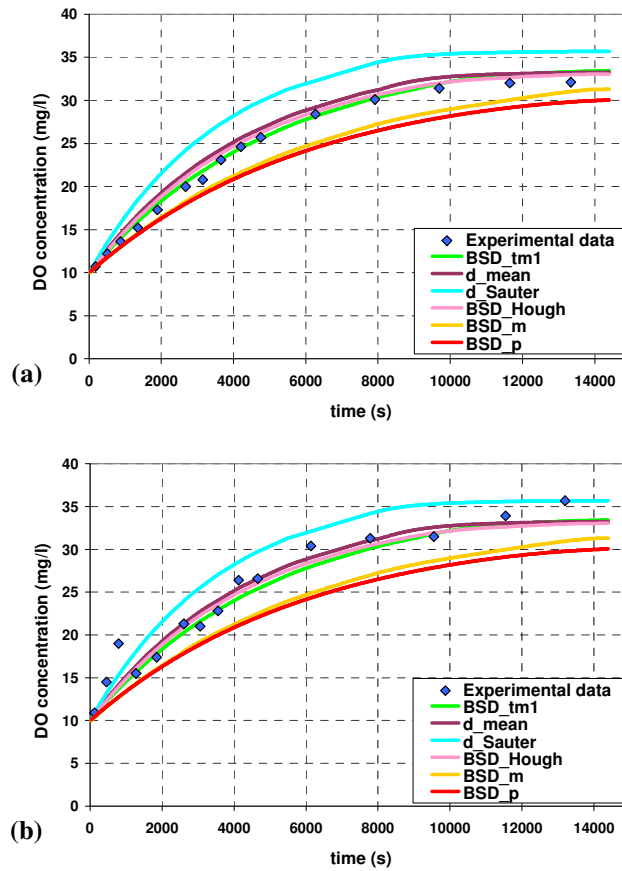 40
35
30
25
20
15
10
5
0
DO concentration (mg/l)
Experimental data
BSD_tm1
d_mean
d_Sauter
BSD_Hough
BSD_m
BSD_p
0 2000 4000 6000 8000 10000 12000 14000
time (s)
(a)
40
35
30
25
20
15
10
5
0
DO concentration (mg/l)
Experimental data
BSD_tm1
d_mean
d_Sauter
BSD_Hough
BSD_m
BSD_p
0 2000 4000 6000 8000 10000 12000 14000
time (s)
(b)